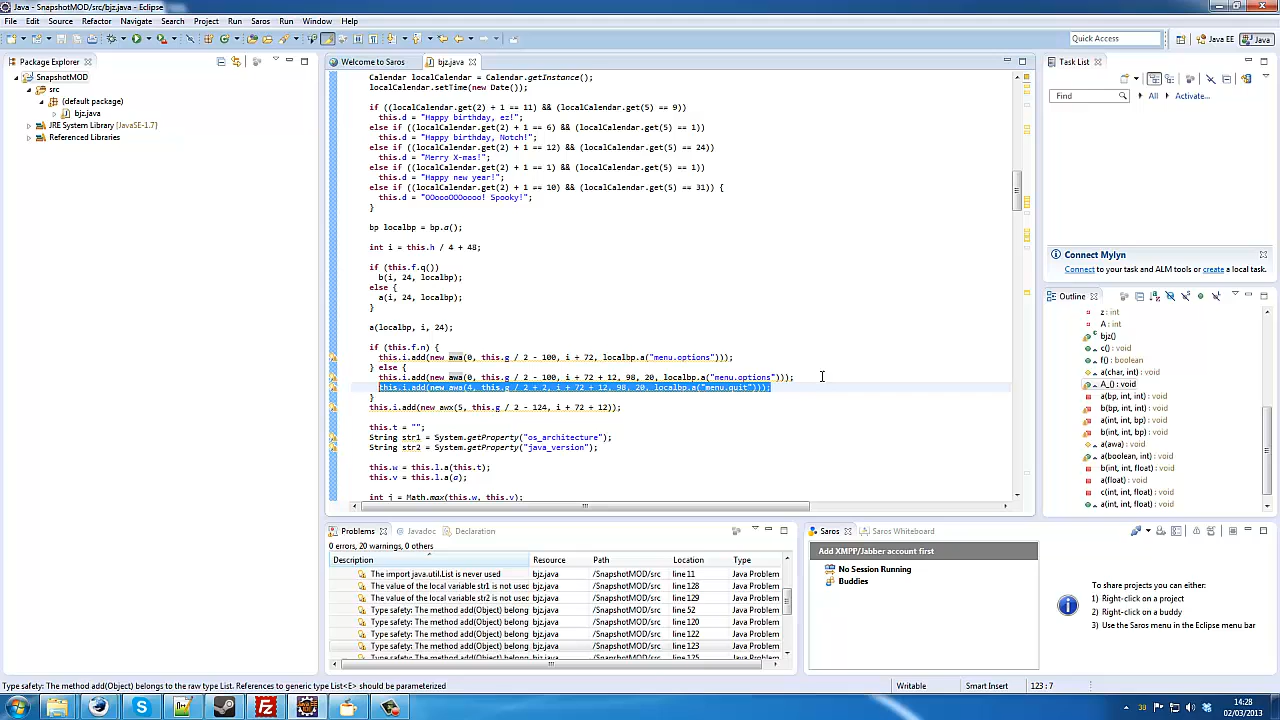 Java - SnapshotMOD/src/bjz.java - Eclipse
File Edit Source Refactor Navigate Search Project Run Saros Run Window Help
Quick Access
Java EE
Java
Package Explorer
SnapshotMOD
src
(default package)
bjz.java
JRE System Library [JavaSE-1.7]
Referenced Libraries
Welcome to Saros
bjz.java
Calendar localCalendar = Calendar.getInstance();
localCalendar.setTime(new Date());
if ((localCalendar.get(2) + 1 == 11) && (localCalendar.get(5) == 9))
this.d = "Happy birthday, ez!";
else if ((localCalendar.get(2) + 1 == 6) && (localCalendar.get(5) == 1))
this.d = "Happy birthday, Notch!";
else if ((localCalendar.get(2) + 1 == 12) && (localCalendar.get(5) == 24))
this.d = "Merry X-mas!";
else if ((localCalendar.get(2) + 1 == 1) && (localCalendar.get(5) == 1))
this.d = "Happy new year!";
else if ((localCalendar.get(2) + 1 == 10) && (localCalendar.get(5) == 31)) {
this.d = "OOoooOOOoooo! Spooky!";
}
bp localbp = bp.a();
int i = this.h / 4 + 48;
if (this.f.q())
b(i, 24, localbp);
else {
a(i, 24, localbp);
}
a(localbp, i, 24);
if (this.f.n) {
this.i.add(new awa(0, this.g / 2 - 100, i + 72, localbp.a("menu.options")));
} else {
this.i.add(new awa(0, this.g / 2 - 100, i + 72 + 12, 98, 20, localbp.a("menu.options")));
this.i.add(new awa(4, this.g / 2 + 2, i + 72 + 12, 98, 20, localbp.a("menu.quit")));
}
this.i.add(new awx(5, this.g / 2 - 124, i + 72 + 12));
this.t = "";
String str1 = System.getProperty("os_architecture");
String str2 = System.getProperty("java_version");
this.w = this.l.a(this.t);
this.v = this.l.a(a);
int j = Math.max(this.w, this.v);
Task List
Find
All
Activate...
Connect Mylyn
Connect to your task and ALM tools or create a local task.
Outline
z : int
A : int
bjz()
c() : void
f() : boolean
a(char, int) : void
A_() : void
a(bp, int, int) : void
b(bp, int, int) : void
a(int, int, bp) : void
b(int, int, bp) : void
a(awa) : void
a(boolean, int) : void
b(int, int, float) : void
a(float) : void
c(int, int, float) : void
a(int, int, float) : void
Problems
Javadoc
Declaration
0 errors, 20 warnings, 0 others
Description Resource Path Location Type
The import java.util.List is never used bjz.java /SnapshotMOD/src line 11 Java Problem
The value of the local variable str1 is not used bjz.java /SnapshotMOD/src line 128 Java Problem
The value of the local variable str2 is not used bjz.java /SnapshotMOD/src line 129 Java Problem
Type safety: The method add(Object) belong bjz.java /SnapshotMOD/src line 52 Java Problem
Type safety: The method add(Object) belong bjz.java /SnapshotMOD/src line 120 Java Problem
Type safety: The method add(Object) belong bjz.java /SnapshotMOD/src line 122 Java Problem
Type safety: The method add(Object) belong bjz.java /SnapshotMOD/src line 123 Java Problem
Type safety: The method add(Object) belong bjz.java /SnapshotMOD/src line 125 Java Problem
Saros
Saros Whiteboard
Add XMPP/Jabber account first
No Session Running
Buddies
To share projects you can either:
1) Right-click on a project
2) Right-click on a buddy
3) Use the Saros menu in the Eclipse menu bar
Type safety: The method add(Object) belongs to the raw type List. References to generic type List<E> should be parameterized
Writable
Smart Insert
123 : 7
38
14:28
02/03/2013